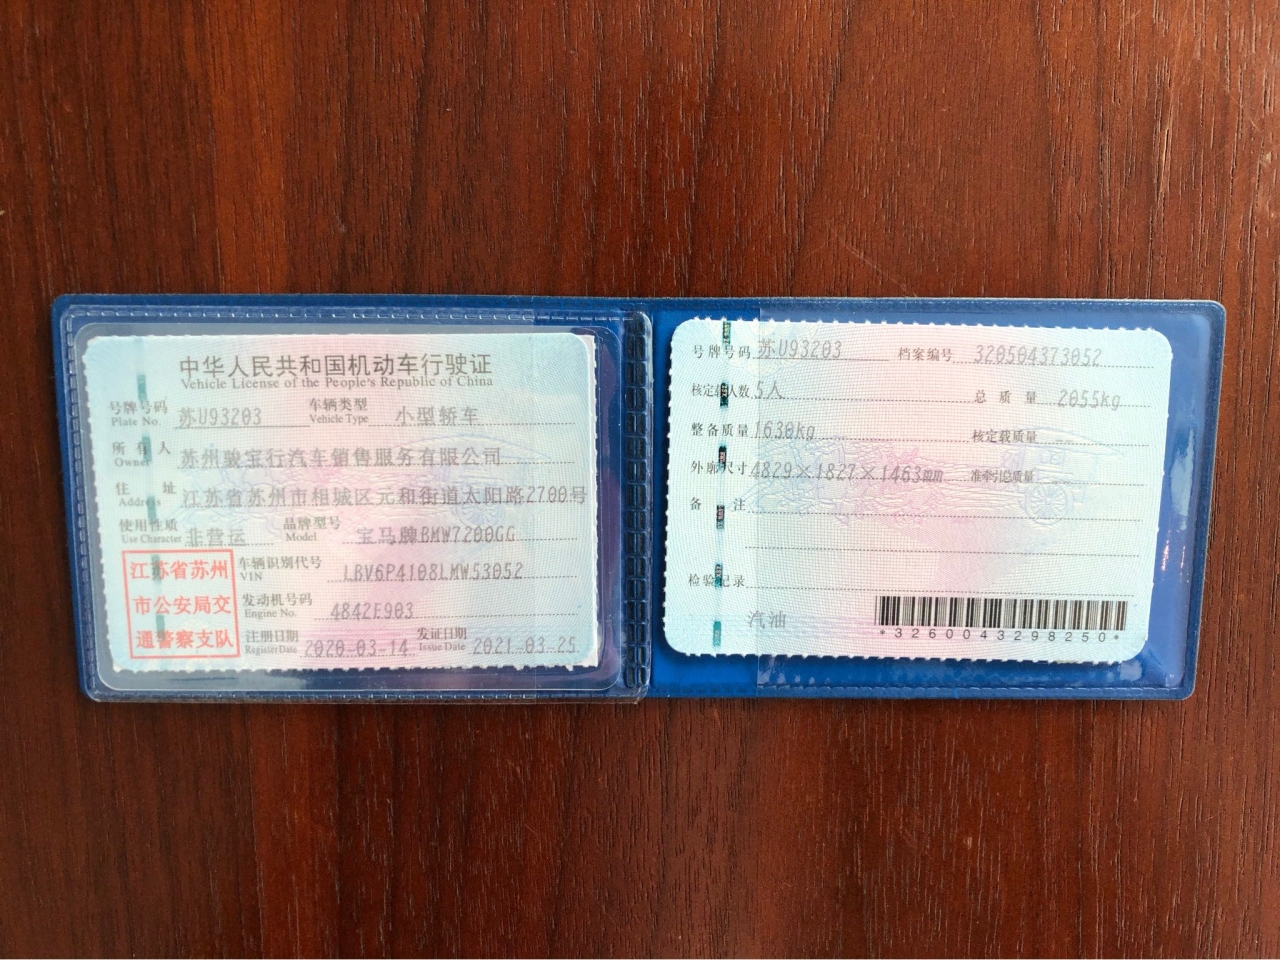 中华人民共和国机动车行驶证
Vehicle License of the People's Republic of China
号牌号码 苏U93203 车辆类型 小型轿车
Plate No. Vehicle Type
所有人 苏州骏宝行汽车销售服务有限公司
Owner
住址 江苏省苏州市相城区元和街道太阳路2700号
Address
使用性质 非营运 品牌型号 宝马牌BMW7200GG
Use Character Model
江苏省苏州
市公安局交
通警察支队
车辆识别代号 LBV6P4108LMW53052
VIN
发动机号码 4842E903
Engine No.
注册日期 2020-03-14 发证日期 2021-03-25
Register Date Issue Date
号牌号码 苏U93203 档案编号 320504373052
核定载人数 5人 总质量 2055kg
整备质量 1630kg 核定载质量 --
外廓尺寸 4829×1827×1463mm 准牵引总质量 --
备注
检验记录
汽油
*3260043298250*